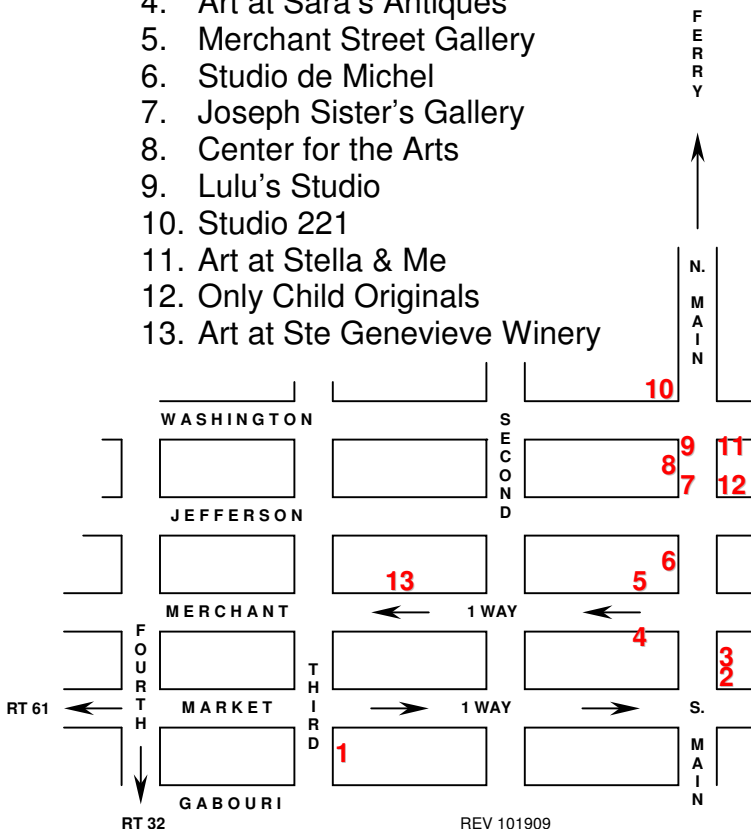 4. Art at Sara's Antiques
5. Merchant Street Gallery
6. Studio de Michel
7. Joseph Sister's Gallery
8. Center for the Arts
9. Lulu's Studio
10. Studio 221
11. Art at Stella & Me
12. Only Child Originals
13. Art at Ste Genevieve Winery
FERRY
N. MAIN
10
WASHINGTON
SECOND
9
11
8
7
12
JEFFERSON
6
13
5
MERCHANT
1 WAY
FOURTH
4
3
2
THIRD
RT 61
MARKET
1 WAY
S. MAIN
1
GABOURI
RT 32
REV 101909